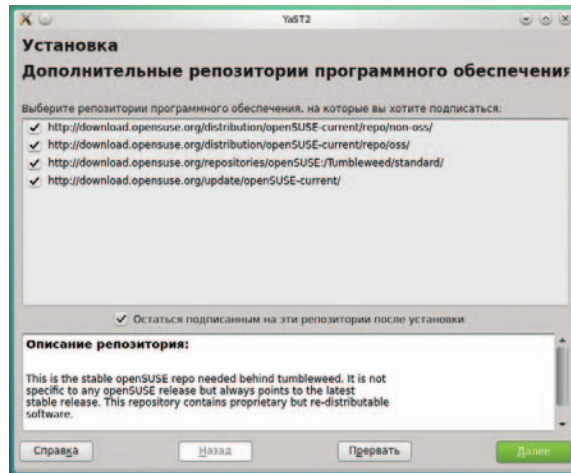 YaST2
Установка
Дополнительные репозитории программного обеспечения
Выберите репозитории программного обеспечения, на которые вы хотите подписаться:
http://download.opensuse.org/distribution/openSUSE-current/repo/non-oss/
http://download.opensuse.org/distribution/openSUSE-current/repo/oss/
http://download.opensuse.org/repositories/openSUSE:/Tumbleweed/standard/
http://download.opensuse.org/update/openSUSE-current/
Остаться подписанным на эти репозитории после установки
Описание репозитория:
This is the stable openSUSE repo needed behind tumbleweed. It is not
specific to any openSUSE release but always points to the latest
stable release. This repository contains proprietary but re-distributable
software.
Справка Назад Прервать Далее